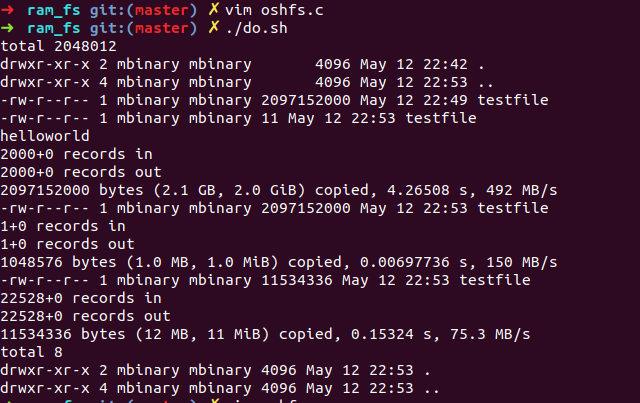 ➜ ram_fs git:(master) ✗ vim oshfs.c
➜ ram_fs git:(master) ✗ ./do.sh
total 2048012
drwxr-xr-x 2 mbinary mbinary 4096 May 12 22:42 .
drwxr-xr-x 4 mbinary mbinary 4096 May 12 22:53 ..
-rw-r--r-- 1 mbinary mbinary 2097152000 May 12 22:49 testfile
-rw-r--r-- 1 mbinary mbinary 11 May 12 22:53 testfile
helloworld
2000+0 records in
2000+0 records out
2097152000 bytes (2.1 GB, 2.0 GiB) copied, 4.26508 s, 492 MB/s
-rw-r--r-- 1 mbinary mbinary 2097152000 May 12 22:53 testfile
1+0 records in
1+0 records out
1048576 bytes (1.0 MB, 1.0 MiB) copied, 0.00697736 s, 150 MB/s
-rw-r--r-- 1 mbinary mbinary 11534336 May 12 22:53 testfile
22528+0 records in
22528+0 records out
11534336 bytes (12 MB, 11 MiB) copied, 0.15324 s, 75.3 MB/s
total 8
drwxr-xr-x 2 mbinary mbinary 4096 May 12 22:53 .
drwxr-xr-x 4 mbinary mbinary 4096 May 12 22:53 ..